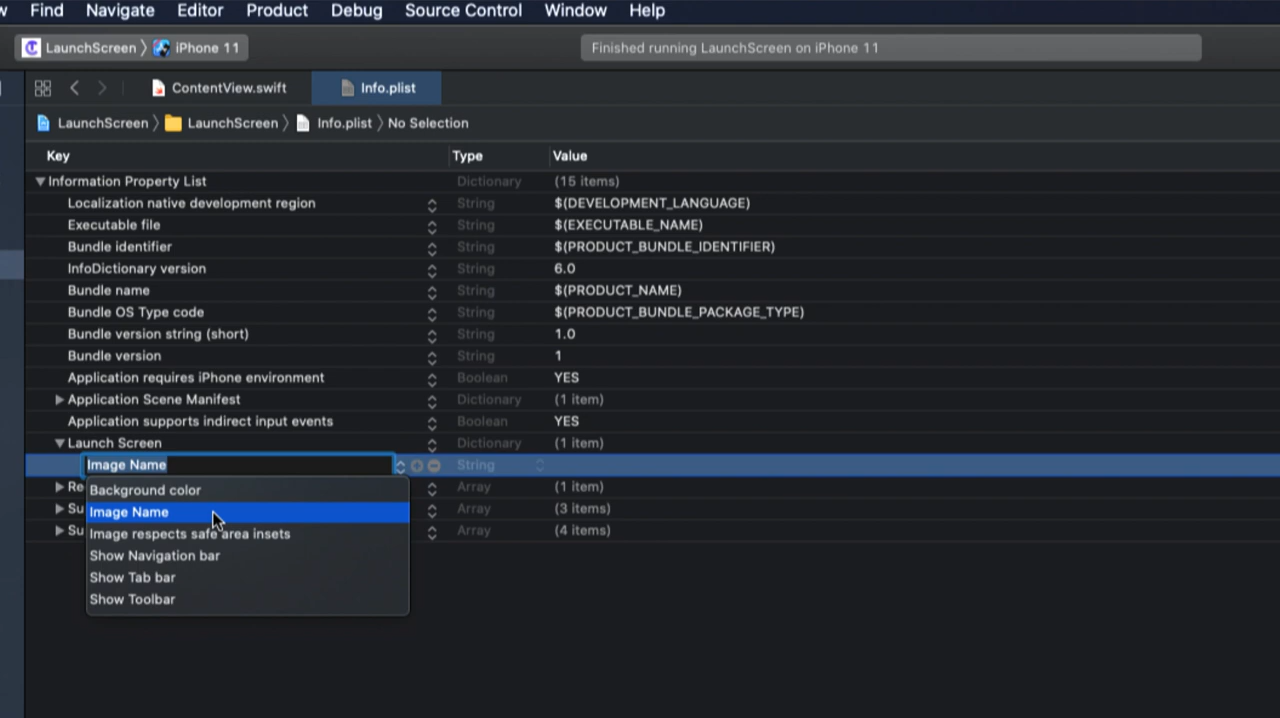 Find Navigate Editor Product Debug Source Control Window Help
LaunchScreen iPhone 11 Finished running LaunchScreen on iPhone 11
ContentView.swift Info.plist
LaunchScreen LaunchScreen Info.plist No Selection
Key Type Value
Information Property List Dictionary (15 items)
Localization native development region String $(DEVELOPMENT_LANGUAGE)
Executable file String $(EXECUTABLE_NAME)
Bundle identifier String $(PRODUCT_BUNDLE_IDENTIFIER)
InfoDictionary version String 6.0
Bundle name String $(PRODUCT_NAME)
Bundle OS Type code String $(PRODUCT_BUNDLE_PACKAGE_TYPE)
Bundle version string (short) String 1.0
Bundle version String 1
Application requires iPhone environment Boolean YES
Application Scene Manifest Dictionary (1 item)
Application supports indirect input events Boolean YES
Launch Screen Dictionary (1 item)
Image Name String
Re Array (1 item)
Su Array (3 items)
Su Array (4 items)
Background color
Image Name
Image respects safe area insets
Show Navigation bar
Show Tab bar
Show Toolbar